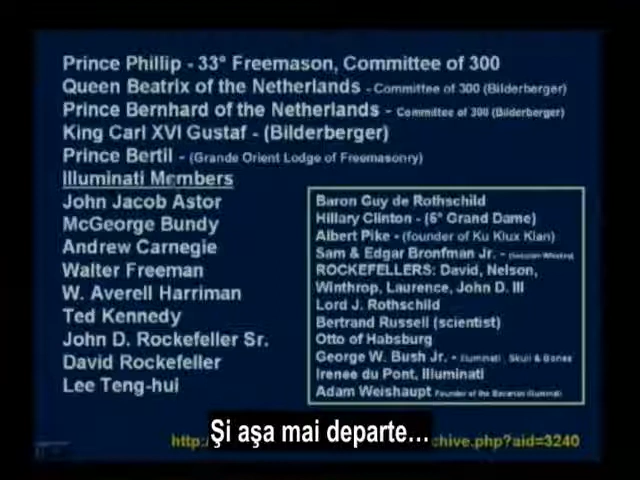 Prince Phillip - 33° Freemason, Committee of 300
Queen Beatrix of the Netherlands - Committee of 300 (Bilderberger)
Prince Bernhard of the Netherlands - Committee of 300 (Bilderberger)
King Carl XVI Gustaf - (Bilderberger)
Prince Bertil - (Grande Orient Lodge of Freemasonry)
Illuminati Members
John Jacob Astor
McGeorge Bundy
Andrew Carnegie
Walter Freeman
W. Averell Harriman
Ted Kennedy
John D. Rockefeller Sr.
David Rockefeller
Lee Teng-hui
Baron Guy de Rothschild
Hillary Clinton - (6° Grand Dame)
Albert Pike - (founder of Ku Klux Klan)
Sam & Edgar Bronfman Jr. -
ROCKEFELLERS: David, Nelson,
Winthrop, Laurence, John D. III
Lord J. Rothschild
Bertrand Russell (scientist)
Otto of Habsburg
George W. Bush Jr. - Illuminati Skull & Bones
Irenee du Pont, Illuminati
Adam Weishaupt Founder of the Bavarian Illuminati
http:/ chive.php?aid=3240
Şi aşa mai departe...